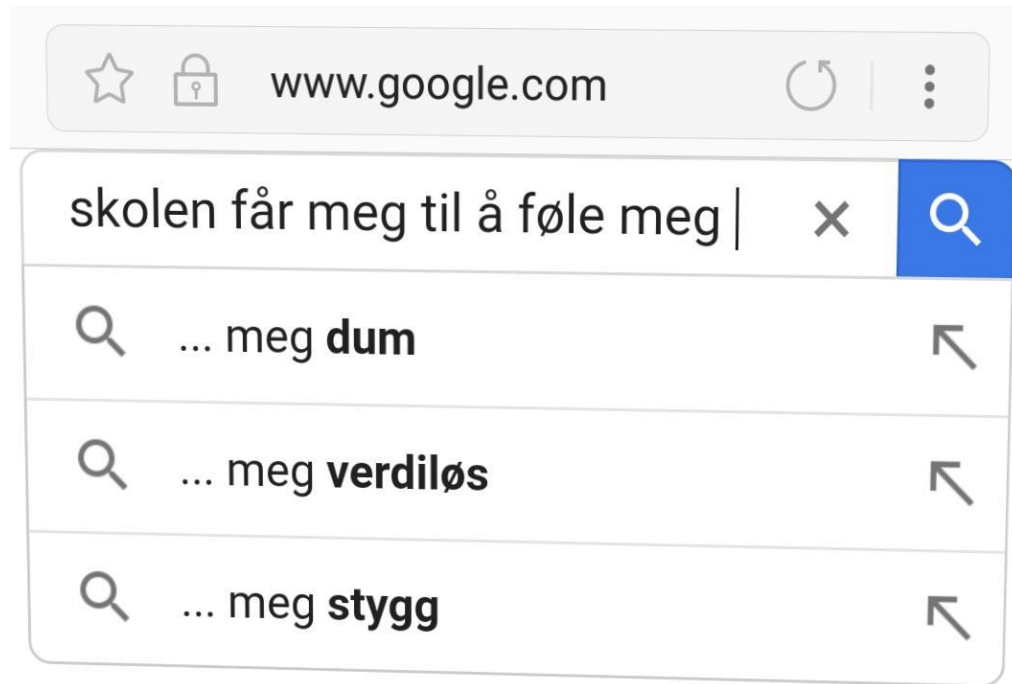 www.google.com
skolen får meg til å føle meg
... meg dum
... meg verdiløs
... meg stygg